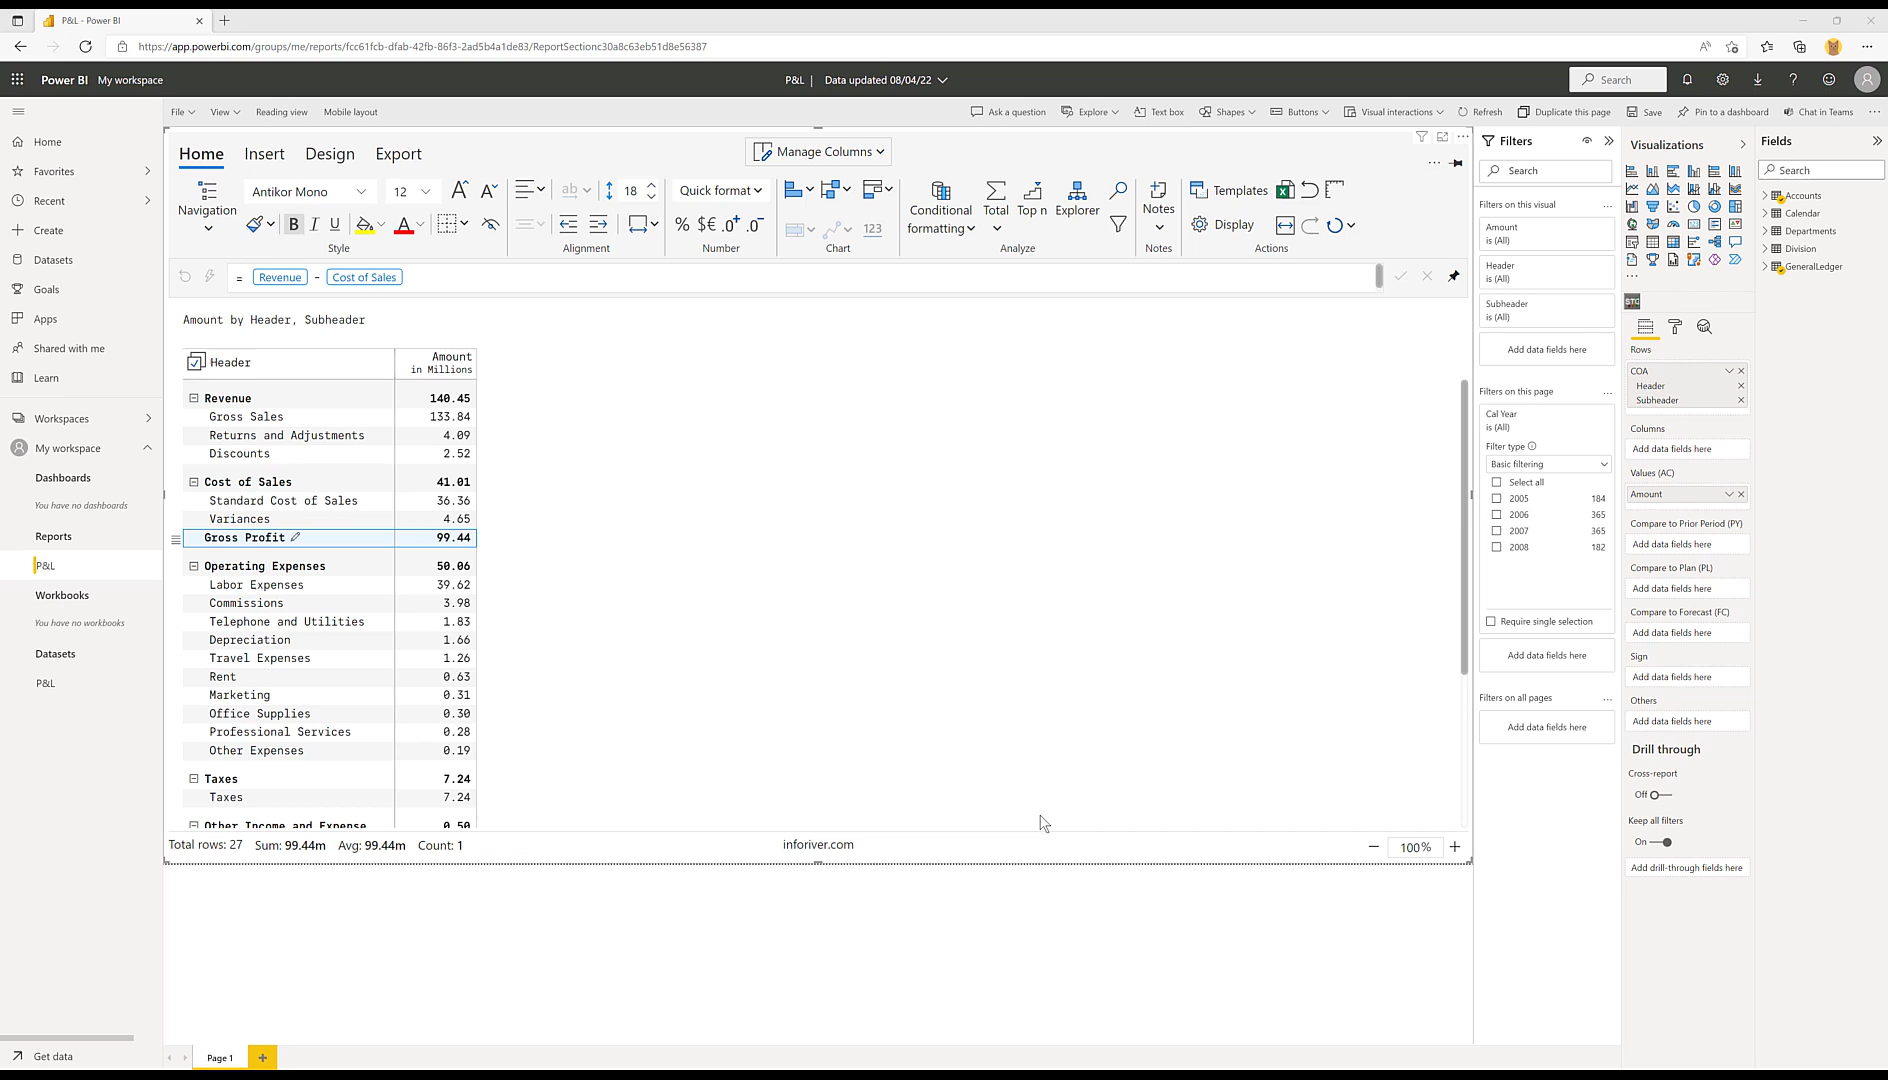 P&L - Power BI
https://app.powerbi.com/groups/me/reports/fcc61fcb-dfab-42fb-86f3-2ad5b4a1de83/ReportSectionc30a8c63eb51d8e56387
Power BI My workspace
P&L | Data updated 08/04/22
Search
File View Reading view Mobile layout
Ask a question Explore Text box Shapes Buttons Visual interactions Refresh Duplicate this page Save Pin to a dashboard Chat in Teams
Home
Favorites
Recent
Create
Datasets
Goals
Apps
Shared with me
Learn
Workspaces
My workspace
Dashboards
You have no dashboards
Reports
P&L
Workbooks
You have no workbooks
Datasets
P&L
Get data
Home Insert Design Export
Manage Columns
Navigation
Antikor Mono 12
B I U
Style
ab 18
Alignment
Quick format
% $€ .0+ .0-
Number
123
Chart
Conditional formatting
Total
Top n
Explorer
Analyze
Notes
Notes
Templates
Display
Actions
= Revenue - Cost of Sales
Amount by Header, Subheader
Header Amount
in Millions
Revenue 140.45
Gross Sales 133.84
Returns and Adjustments 4.09
Discounts 2.52
Cost of Sales 41.01
Standard Cost of Sales 36.36
Variances 4.65
Gross Profit 99.44
Operating Expenses 50.06
Labor Expenses 39.62
Commissions 3.98
Telephone and Utilities 1.83
Depreciation 1.66
Travel Expenses 1.26
Rent 0.63
Marketing 0.31
Office Supplies 0.30
Professional Services 0.28
Other Expenses 0.19
Taxes 7.24
Taxes 7.24
Other Income and Expense 0.50
Total rows: 27 Sum: 99.44m Avg: 99.44m Count: 1
inforiver.com
100%
Page 1
Filters
Search
Filters on this visual
Amount
is (All)
Header
is (All)
Subheader
is (All)
Add data fields here
Filters on this page
Cal Year
is (All)
Filter type
Basic filtering
Select all
2005 184
2006 365
2007 365
2008 182
Require single selection
Add data fields here
Filters on all pages
Add data fields here
Visualizations
STG
Rows
COA
Header
Subheader
Columns
Add data fields here
Values (AC)
Amount
Compare to Prior Period (PY)
Add data fields here
Compare to Plan (PL)
Add data fields here
Compare to Forecast (FC)
Add data fields here
Sign
Add data fields here
Others
Add data fields here
Drill through
Cross-report
Off
Keep all filters
On
Add drill-through fields here
Fields
Search
Accounts
Calendar
Departments
Division
GeneralLedger